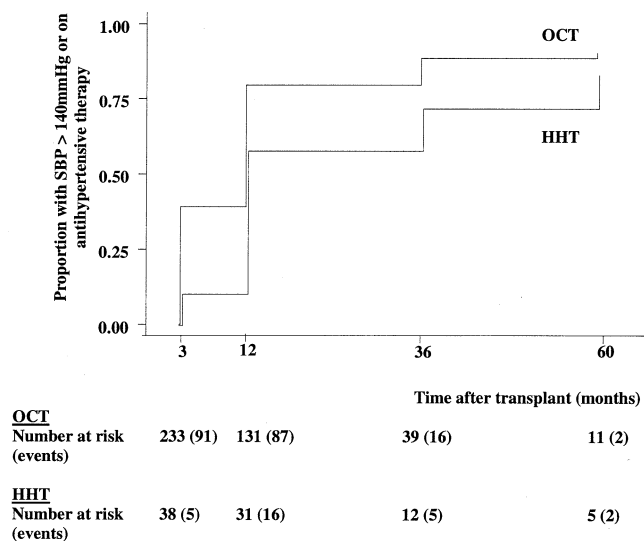 Proportion with SBP > 140mmHg or on
antihypertensive therapy
1.00
0.75
0.50
0.25
0.00
OCT
HHT
3 12 36 60
Time after transplant (months)
OCT
Number at risk 233 (91) 131 (87) 39 (16) 11 (2)
(events)
HHT
Number at risk 38 (5) 31 (16) 12 (5) 5 (2)
(events)